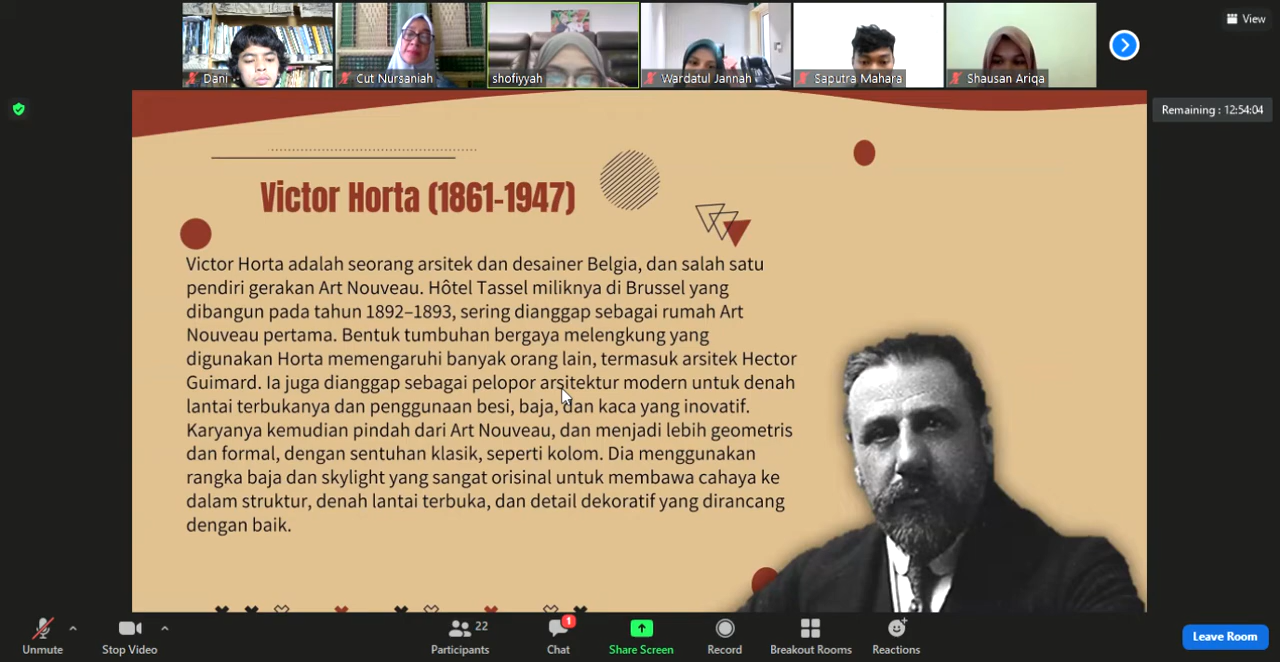 View
Dani
Cut Nursaniah
shofiyyah
Wardatul Jannah
Saputra Mahara
Shausan Ariqa
Remaining : 12:54:04
Victor Horta (1861-1947)
Victor Horta adalah seorang arsitek dan desainer Belgia, dan salah satu
pendiri gerakan Art Nouveau. Hôtel Tassel miliknya di Brussel yang
dibangun pada tahun 1892–1893, sering dianggap sebagai rumah Art
Nouveau pertama. Bentuk tumbuhan bergaya melengkung yang
digunakan Horta memengaruhi banyak orang lain, termasuk arsitek Hector
Guimard. Ia juga dianggap sebagai pelopor arsitektur modern untuk denah
lantai terbukanya dan penggunaan besi, baja, dan kaca yang inovatif.
Karyanya kemudian pindah dari Art Nouveau, dan menjadi lebih geometris
dan formal, dengan sentuhan klasik, seperti kolom. Dia menggunakan
rangka baja dan skylight yang sangat orisinal untuk membawa cahaya ke
dalam struktur, denah lantai terbuka, dan detail dekoratif yang dirancang
dengan baik.
Unmute
Stop Video
22
Participants
1
Chat
Share Screen
Record
Breakout Rooms
Reactions
Leave Room